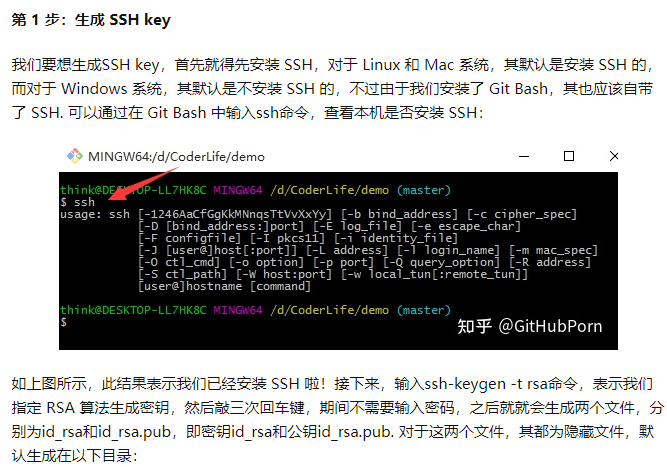 第 1 步：生成 SSH key
我们要想生成SSH key，首先就得先安装 SSH，对于 Linux 和 Mac 系统，其默认是安装 SSH 的，
而对于 Windows 系统，其默认是不安装 SSH 的，不过由于我们安装了 Git Bash，其也应该自带
了 SSH. 可以通过在 Git Bash 中输入ssh命令，查看本机是否安装 SSH：
MINGW64:/d/CoderLife/demo
think@DESKTOP-LL7HK8C MINGW64 /d/CoderLife/demo (master)
$ ssh
usage: ssh [-1246AaCfGgKkMNnqsTtVvXxYy] [-b bind_address] [-c cipher_spec]
[-D [bind_address:]port] [-E log_file] [-e escape_char]
[-F configfile] [-I pkcs11] [-i identity_file]
[-J [user@]host[:port]] [-L address] [-l login_name] [-m mac_spec]
[-O ctl_cmd] [-o option] [-p port] [-Q query_option] [-R address]
[-S ctl_path] [-W host:port] [-w local_tun[:remote_tun]]
[user@]hostname [command]
think@DESKTOP-LL7HK8C MINGW64 /d/CoderLife/demo (master)
$
知乎 @GitHubPorn
如上图所示，此结果表示我们已经安装 SSH 啦！接下来，输入ssh-keygen -t rsa命令，表示我们
指定 RSA 算法生成密钥，然后敲三次回车键，期间不需要输入密码，之后就就会生成两个文件，分
别为id_rsa和id_rsa.pub，即密钥id_rsa和公钥id_rsa.pub. 对于这两个文件，其都为隐藏文件，默
认生成在以下目录：